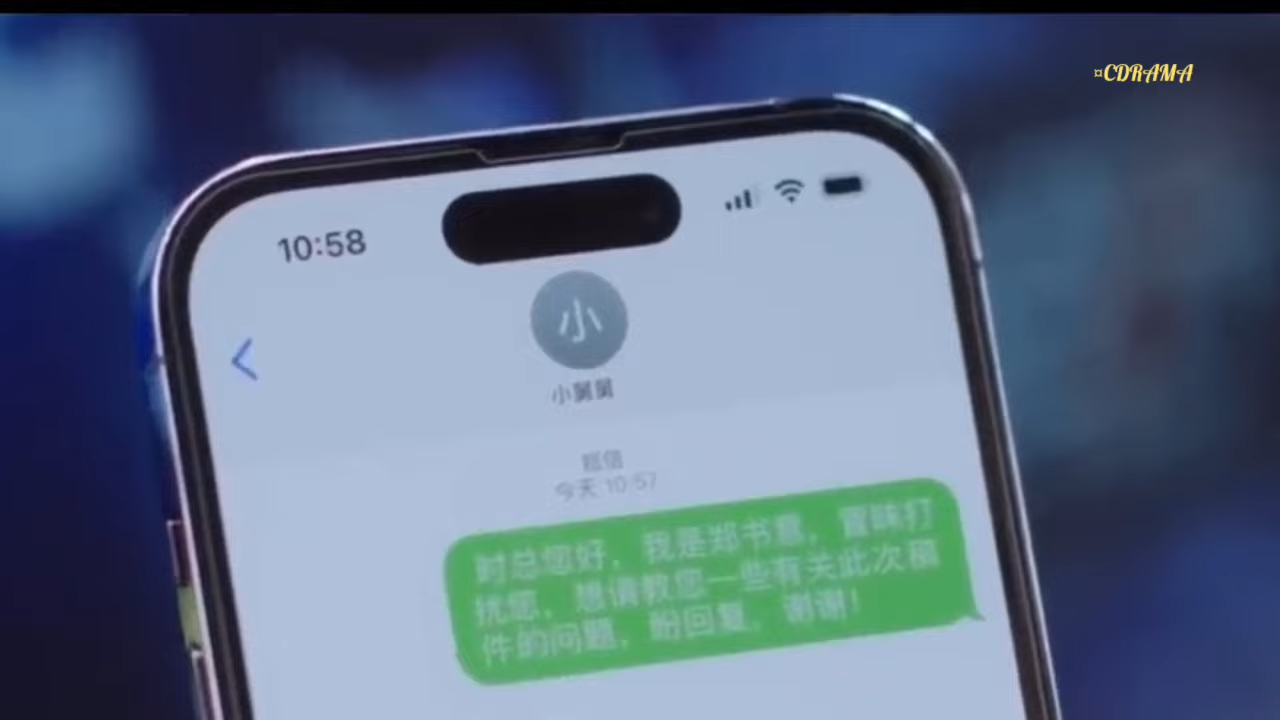 ¤CDRAMA
10:58
小
小舅舅
短信
今天 10:57
时总您好，我是郑书意，冒昧打
扰您，想请教您一些有关此次稿
件的问题，盼回复，谢谢！